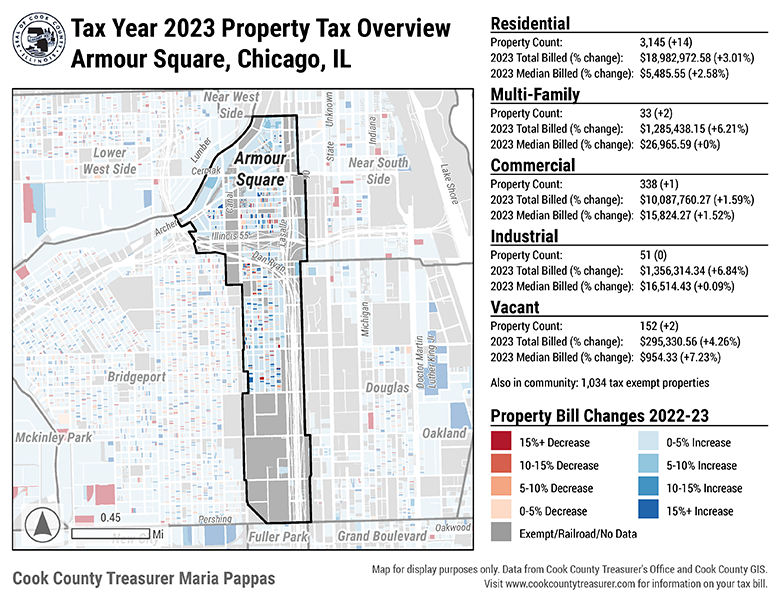 Tax Year 2023 Property Tax Overview
Armour Square, Chicago, IL
SEAL OF COOK COUNTY
ILLINOIS
Near West
Side
Lower
West Side
Lumber
Cermak
Armour
Square
State
Unknown
Indiana
Near South
Side
Lake Shore
Canal
Archer
Illinois 55
Lasalle
Dan Ryan
Michigan
Bridgeport
Douglas
Doctor Martin
Luther King Jr
Mckinley Park
Oakland
0.45
Mi
Pershing
New City
Fuller Park
Grand Boulevard
Oakwood
Residential
Property Count: 3,145 (+14)
2023 Total Billed (% change): $18,982,972.58 (+3.01%)
2023 Median Billed (% change): $5,485.55 (+2.58%)
Multi-Family
Property Count: 33 (+2)
2023 Total Billed (% change): $1,285,438.15 (+6.21%)
2023 Median Billed (% change): $26,965.59 (+0%)
Commercial
Property Count: 338 (+1)
2023 Total Billed (% change): $10,087,760.27 (+1.59%)
2023 Median Billed (% change): $15,824.27 (+1.52%)
Industrial
Property Count: 51 (0)
2023 Total Billed (% change): $1,356,314.34 (+6.84%)
2023 Median Billed (% change): $16,514.43 (+0.09%)
Vacant
Property Count: 152 (+2)
2023 Total Billed (% change): $295,330.56 (+4.26%)
2023 Median Billed (% change): $954.33 (+7.23%)
Also in community: 1,034 tax exempt properties
Property Bill Changes 2022-23
15%+ Decrease
10-15% Decrease
5-10% Decrease
0-5% Decrease
0-5% Increase
5-10% Increase
10-15% Increase
15%+ Increase
Exempt/Railroad/No Data
Cook County Treasurer Maria Pappas
Map for display purposes only. Data from Cook County Treasurer's Office and Cook County GIS.
Visit www.cookcountytreasurer.com for information on your tax bill.